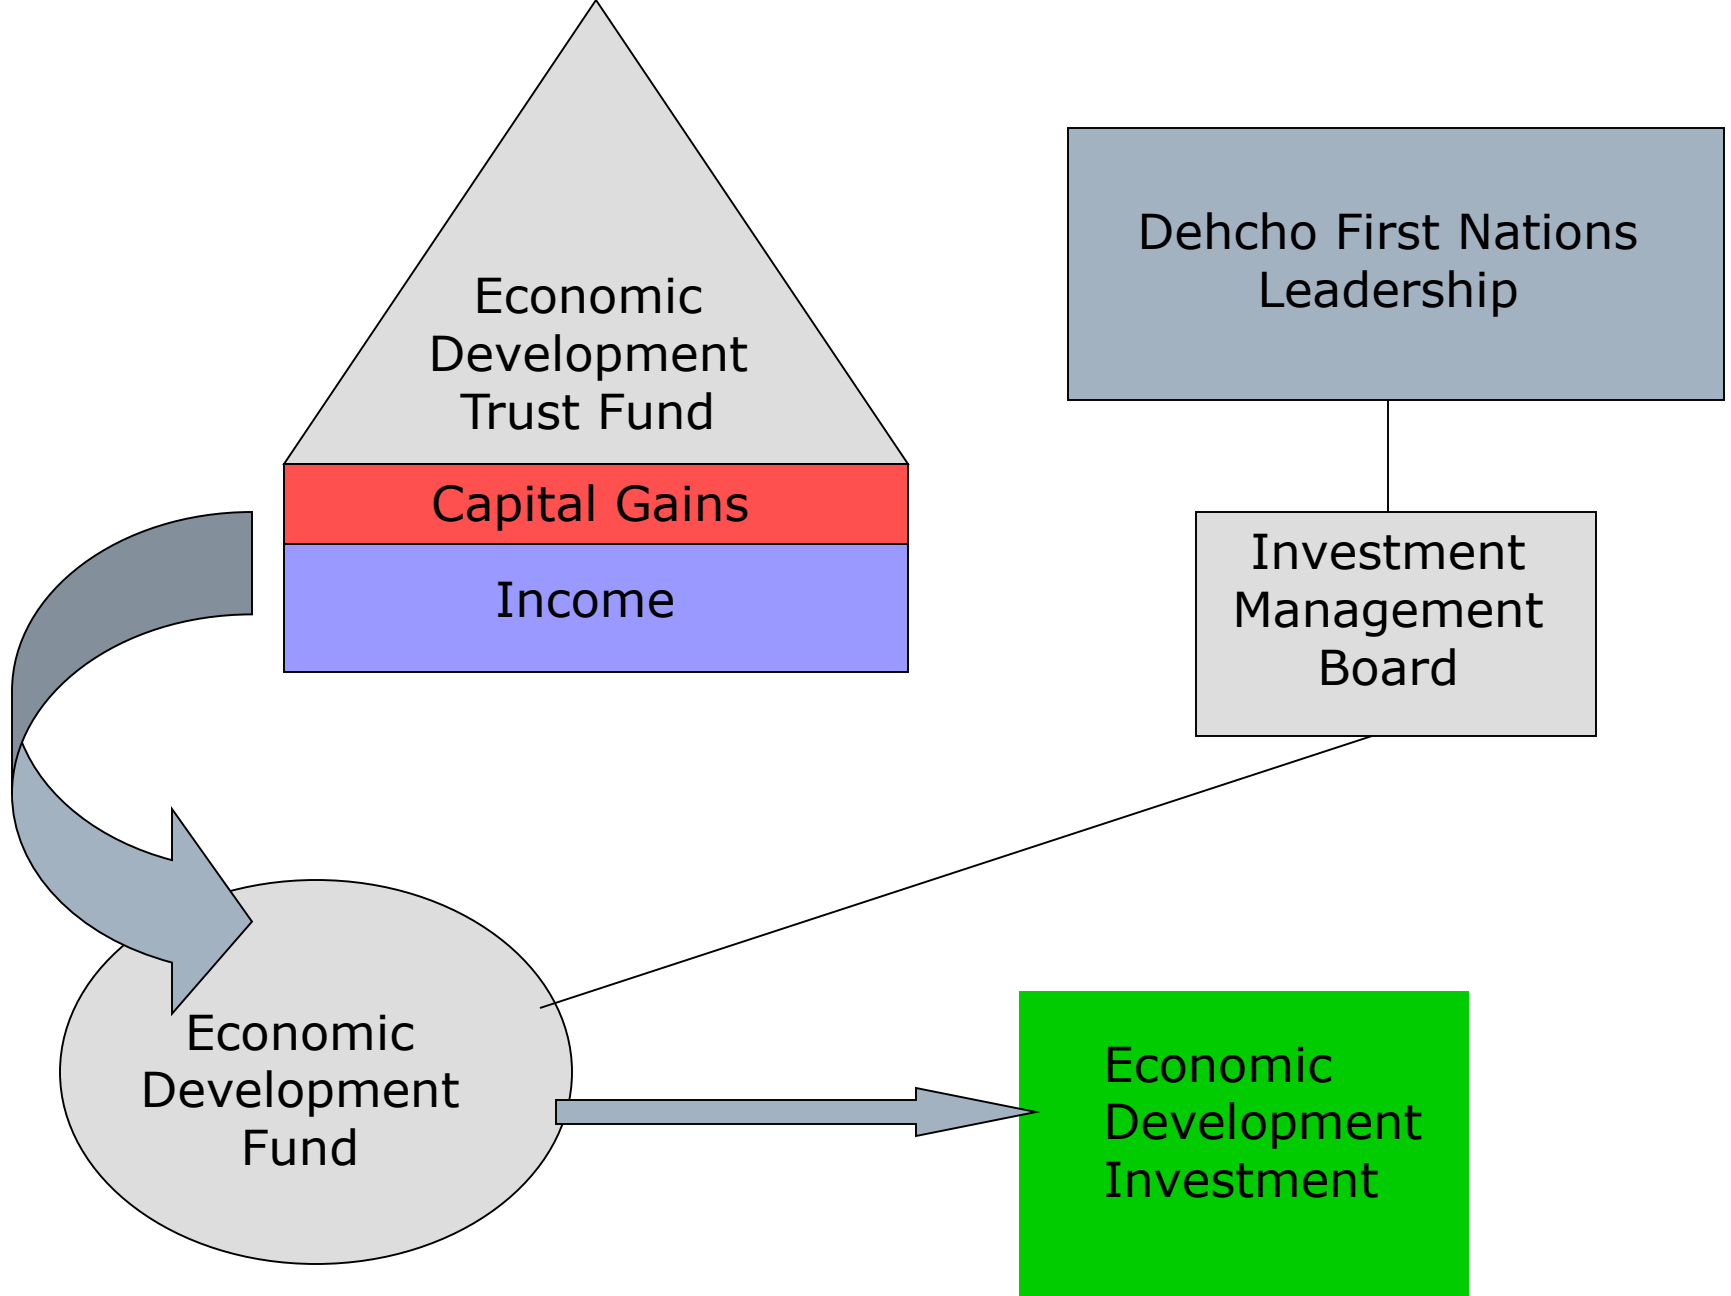 Economic
Development
Trust Fund
Capital Gains
Income
Dehcho First Nations
Leadership
Investment
Management
Board
Economic
Development
Fund
Economic
Development
Investment